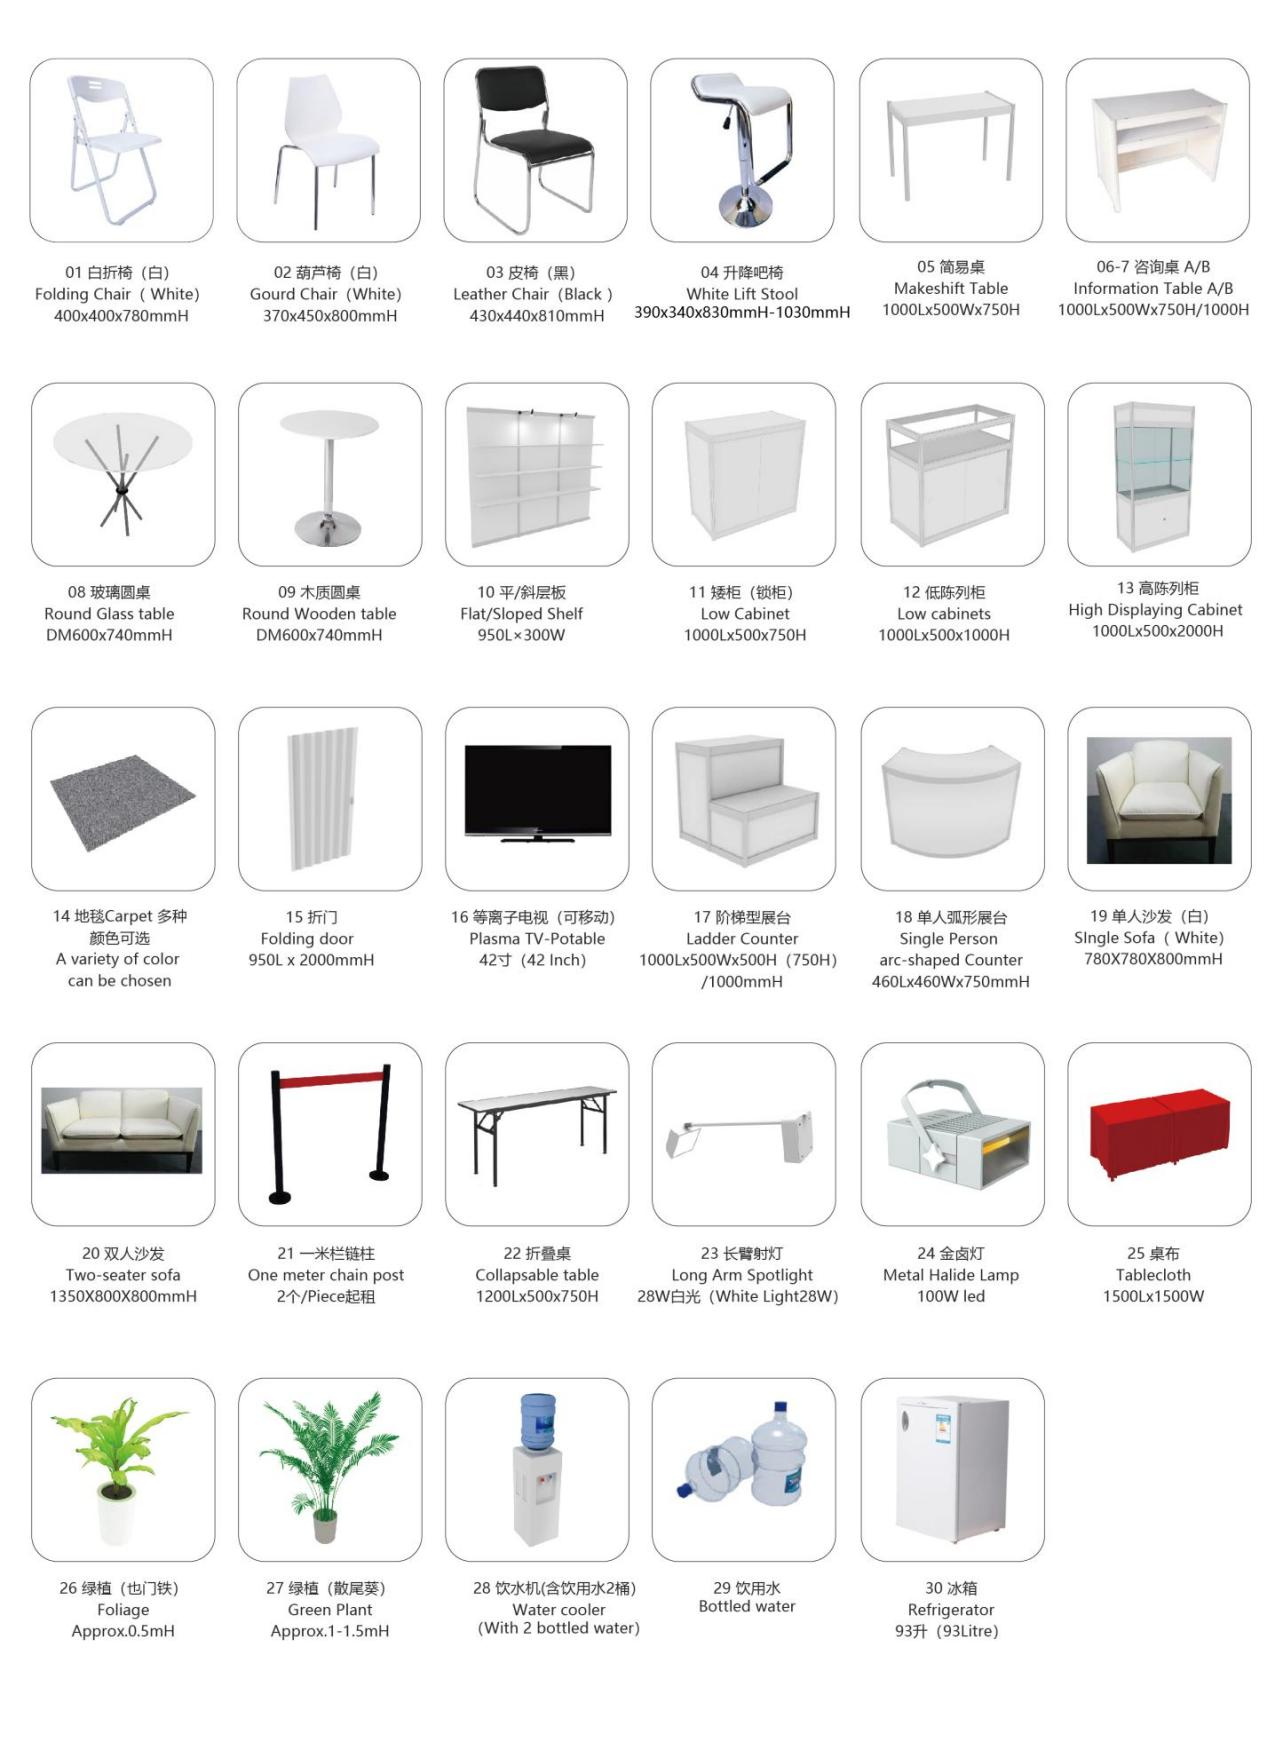 01 白折椅（白）
Folding Chair（ White）
400x400x780mmH
02 葫芦椅（白）
Gourd Chair（White）
370x450x800mmH
03 皮椅（黑）
Leather Chair（Black ）
430x440x810mmH
04 升降吧椅
White Lift Stool
390x340x830mmH-1030mmH
05 简易桌
Makeshift Table
1000Lx500Wx750H
06-7 咨询桌 A/B
Information Table A/B
1000Lx500Wx750H/1000H
08 玻璃圆桌
Round Glass table
DM600x740mmH
09 木质圆桌
Round Wooden table
DM600x740mmH
10 平/斜层板
Flat/Sloped Shelf
950L×300W
11 矮柜（锁柜）
Low Cabinet
1000Lx500x750H
12 低陈列柜
Low cabinets
1000Lx500x1000H
13 高陈列柜
High Displaying Cabinet
1000Lx500x2000H
14 地毯Carpet 多种
颜色可选
A variety of color
can be chosen
15 折门
Folding door
950L x 2000mmH
16 等离子电视（可移动）
Plasma TV-Potable
42寸（42 Inch）
17 阶梯型展台
Ladder Counter
1000Lx500Wx500H（750H）
/1000mmH
18 单人弧形展台
Single Person
arc-shaped Counter
460Lx460Wx750mmH
19 单人沙发（白）
SIngle Sofa（ White）
780X780X800mmH
20 双人沙发
Two-seater sofa
1350X800X800mmH
21 一米栏链柱
One meter chain post
2个/Piece起租
22 折叠桌
Collapsable table
1200Lx500x750H
23 长臂射灯
Long Arm Spotlight
28W白光（White Light28W）
24 金卤灯
Metal Halide Lamp
100W led
25 桌布
Tablecloth
1500Lx1500W
26 绿植（也门铁）
Foliage
Approx.0.5mH
27 绿植（散尾葵）
Green Plant
Approx.1-1.5mH
28 饮水机(含饮用水2桶)
Water cooler
（With 2 bottled water）
29 饮用水
Bottled water
30 冰箱
Refrigerator
93升（93Litre）